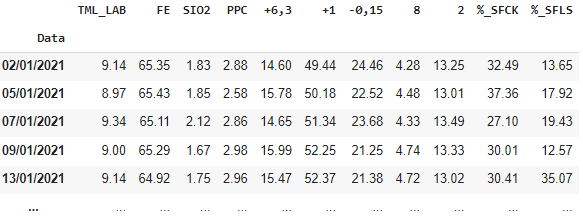 TML_LAB FE SIO2 PPC +6,3 +1 -0,15 8 2 %_SFCK %_SFLS
Data
02/01/2021 9.14 65.35 1.83 2.88 14.60 49.44 24.46 4.28 13.25 32.49 13.65
05/01/2021 8.97 65.43 1.85 2.58 15.78 50.18 22.52 4.48 13.01 37.36 17.92
07/01/2021 9.34 65.11 2.12 2.86 14.65 51.34 23.68 4.33 13.49 27.10 19.43
09/01/2021 9.00 65.29 1.67 2.98 15.99 52.25 21.25 4.74 13.33 30.01 12.57
13/01/2021 9.14 64.92 1.75 2.96 15.47 52.37 21.38 4.72 13.02 30.41 35.07
... ... ... ... ... ... ... ... ... ... ... ...